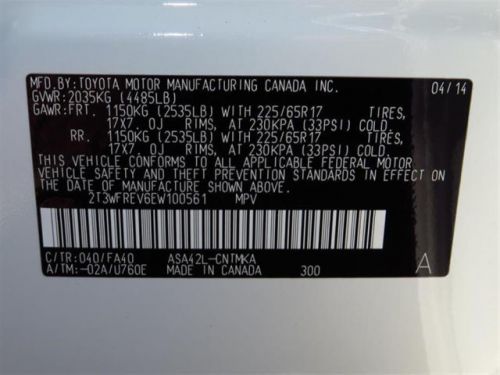 MFD.BY:TOYOTA MOTOR MANUFACTURING CANADA INC. 04/14
GVWR:2035KG (4485LB)
GAWR:FRT. 1150KG (2535LB) WITH 225/65R17 TIRES,
17X7. 0J RIMS, AT 230KPA (33PSI) COLD.
RR. 1150KG (2535LB) WITH 225/65R17 TIRES,
17X7. 0J RIMS, AT 230KPA (33PSI) COLD.
THIS VEHICLE CONFORMS TO ALL APPLICABLE FEDERAL MOTOR
VEHICLE SAFETY AND THEFT PREVENTION STANDARDS IN EFFECT
ON THE DATE OF MANUFACTURE SHOWN ABOVE.
2T3WFREV6EW100561 MPV
C/TR:040/FA40 ASA42L-CNTMKA A
A/TM:-02A/U760E MADE IN CANADA 300